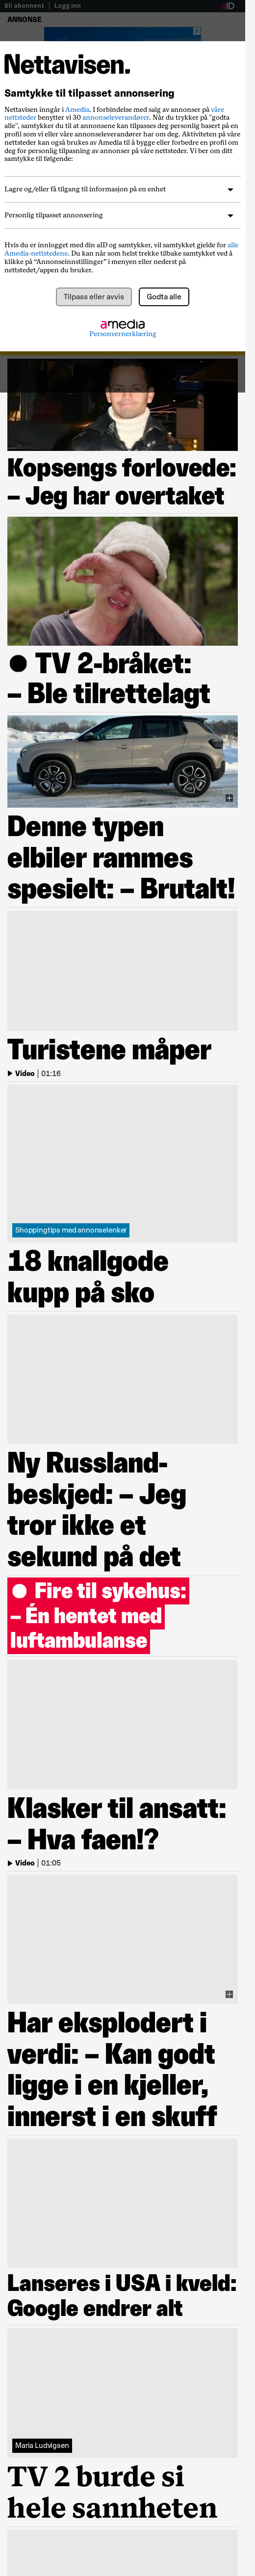 Bli abonnent | Logg inn
ANNONSE
Nettavisen.
Samtykke til tilpasset annonsering
Nettavisen inngår i Amedia. I forbindelse med salg av annonser på våre
nettsteder benytter vi 30 annonseleverandører. Når du trykker på "godta
alle", samtykker du til at annonsene kan tilpasses deg personlig basert på en
profil som vi eller våre annonseleverandører har om deg. Aktiviteten på våre
nettsteder kan også brukes av Amedia til å bygge eller forbedre en profil om
deg for personlig tilpasning av annonser på våre nettsteder. Vi ber om ditt
samtykke til følgende:
Lagre og/eller få tilgang til informasjon på en enhet
Personlig tilpasset annonsering
Hvis du er innlogget med din aID og samtykker, vil samtykket gjelde for alle
Amedia-nettstedene. Du kan når som helst trekke tilbake samtykket ved å
klikke på “Annonseinnstillinger” i menyen eller nederst på
nettstedet/appen du bruker.
Tilpass eller avvis
Godta alle
amedia
Personvernerklæring
Kopsengs forlovede:
– Jeg har overtaket
TV 2-bråket:
– Ble tilrettelagt
Denne typen
elbiler rammes
spesielt: – Brutalt!
Turistene måper
Video | 01:16
Shoppingtips med annonselenker
18 knallgode
kupp på sko
Ny Russland-
beskjed: – Jeg
tror ikke et
sekund på det
Fire til sykehus:
– Én hentet med
luftambulanse
Klasker til ansatt:
– Hva faen!?
Video | 01:05
Har eksplodert i
verdi: – Kan godt
ligge i en kjeller,
innerst i en skuff
Lanseres i USA i kveld:
Google endrer alt
Maria Ludvigsen
TV 2 burde si
hele sannheten